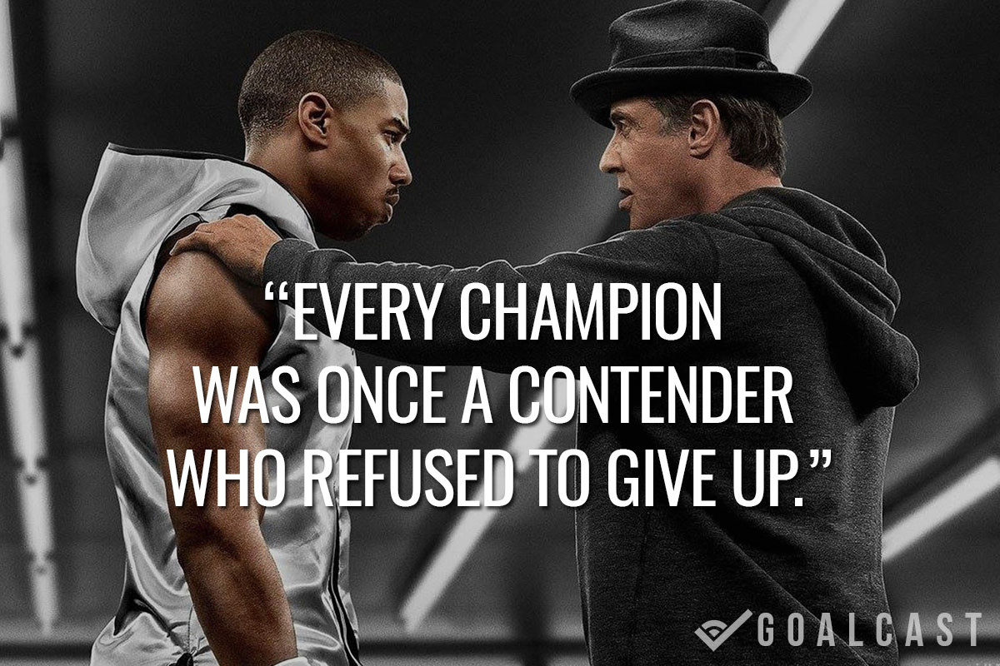 “EVERY CHAMPION
WAS ONCE A CONTENDER
WHO REFUSED TO GIVE UP.”
GOALCAST